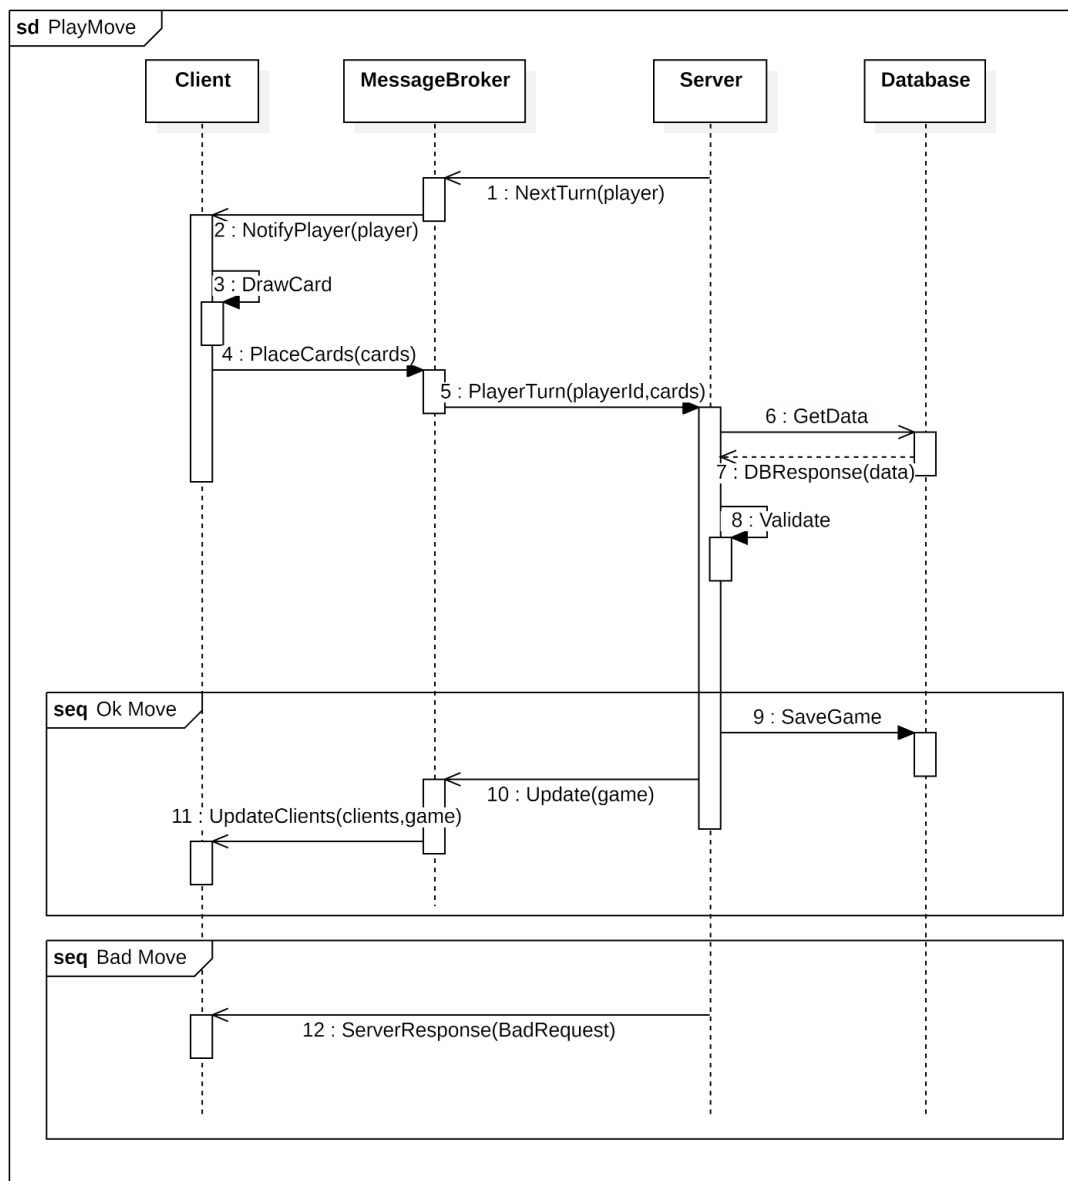 sd PlayMove
Client
MessageBroker
Server
Database
1 : NextTurn(player)
2 : NotifyPlayer(player)
3 : DrawCard
4 : PlaceCards(cards)
5 : PlayerTurn(playerId,cards)
6 : GetData
7 : DBResponse(data)
8 : Validate
seq Ok Move
9 : SaveGame
10 : Update(game)
11 : UpdateClients(clients,game)
seq Bad Move
12 : ServerResponse(BadRequest)